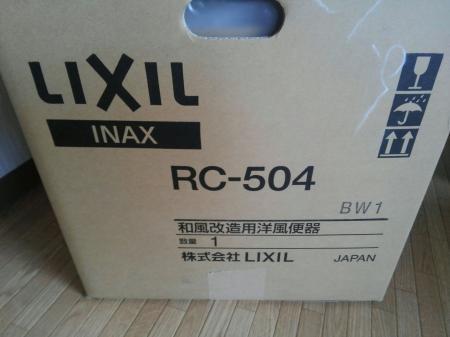 LIXIL
INAX
RC-504
BW1
和風改造用洋風便器
数量 1
株式会社 LIXIL JAPAN